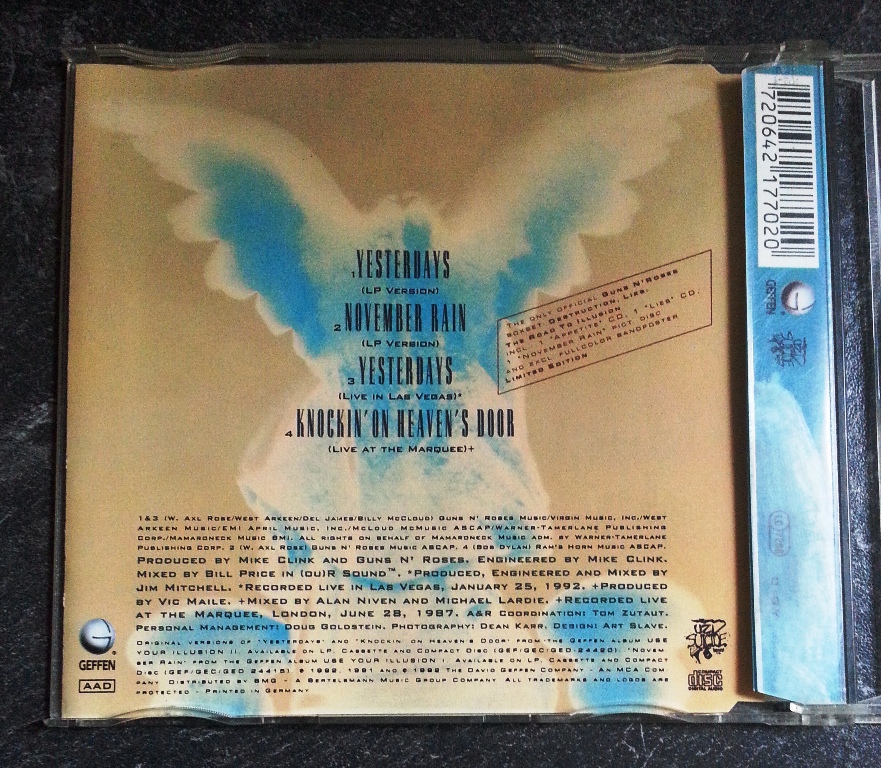 1 YESTERDAYS
(LP VERSION)
2 NOVEMBER RAIN
(LP VERSION)
3 YESTERDAYS
(LIVE IN LAS VEGAS)*
4 KNOCKIN' ON HEAVEN'S DOOR
(LIVE AT THE MARQUEE)+
THE ONLY OFFICIAL GUNS N'ROSES
BOXSET DESTRUCTION, LIES:
THE ROAD TO ILLUSION
INCL. 1 "APPETITE" CD, 1 "LIES" CD,
1 "NOVEMBER RAIN" PICT. DISC
AND EXCL. FULLCOLOR BANDPOSTER
LIMITED EDITION
1&3 (W. AXL ROSE/WEST ARKEEN/DEL JAMES/BILLY MCCLOUD) GUNS N' ROSES MUSIC/VIRGIN MUSIC, INC./WEST
ARKEEN MUSIC/EMI APRIL MUSIC, INC./MCLOUD MCMUSIC ASCAP/WARNER-TAMERLANE PUBLISHING
CORP./MAMARONECK MUSIC BMI. ALL RIGHTS ON BEHALF OF MAMARONECK MUSIC ADM. BY WARNER-TAMERLANE
PUBLISHING CORP. 2 (W. AXL ROSE) GUNS N' ROSES MUSIC ASCAP. 4 (BOB DYLAN) RAM'S HORN MUSIC ASCAP.
PRODUCED BY MIKE CLINK AND GUNS N' ROSES. ENGINEERED BY MIKE CLINK.
MIXED BY BILL PRICE IN (OU)R SOUND™. *PRODUCED, ENGINEERED AND MIXED BY
JIM MITCHELL. *RECORDED LIVE IN LAS VEGAS, JANUARY 25, 1992. +PRODUCED
BY VIC MAILE. +MIXED BY ALAN NIVEN AND MICHAEL LARDIE. +RECORDED LIVE
AT THE MARQUEE, LONDON, JUNE 28, 1987. A&R COORDINATION: TOM ZUTAUT.
PERSONAL MANAGEMENT: DOUG GOLDSTEIN. PHOTOGRAPHY: DEAN KARR. DESIGN: ART SLAVE.
ORIGINAL VERSIONS OF "YESTERDAYS" AND "KNOCKIN' ON HEAVEN'S DOOR" FROM THE GEFFEN ALBUM USE
YOUR ILLUSION II. AVAILABLE ON LP, CASSETTE AND COMPACT DISC (GEF/GEC/GED 24420). "NOVEM-
BER RAIN" FROM THE GEFFEN ALBUM USE YOUR ILLUSION I AVAILABLE ON LP, CASSETTE AND COMPACT
DISC (GEF/GEC/GED 24415) 1992, 1991 AND THE DAVID GEFFEN COMPANY - AN MCA COM-
PANY DISTRIBUTED BY BMG - A BERTELSMANN MUSIC GROUP COMPANY ALL TRADEMARKS AND LOGOS ARE
PROTECTED - PRINTED IN GERMANY
GEFFEN
AAD
UZI SUICIDE
COMPACT
disc
DIGITAL AUDIO
720642 177020
GEFFEN